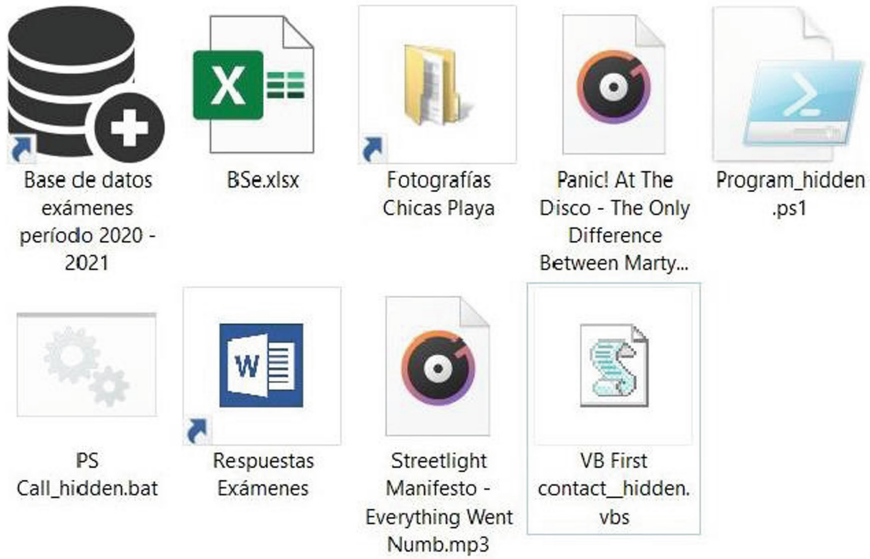 Base de datos
exámenes
período 2020 -
2021
X
BSe.xlsx
Fotografías
Chicas Playa
Panic! At The
Disco - The Only
Difference
Between Marty...
Program_hidden
.ps1
PS
Call_hidden.bat
W
Respuestas
Exámenes
Streetlight
Manifesto -
Everything Went
Numb.mp3
VB First
contact__hidden.
vbs